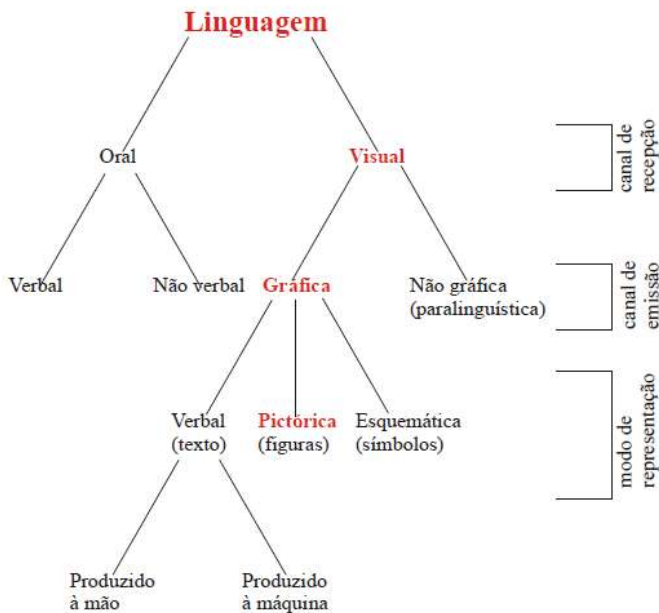 Linguagem
Oral
Visual
canal de
recepção
Verbal
Não verbal
Gráfica
Não gráfica
(paralinguística)
canal de
emissão
Verbal
(texto)
Pictórica
(figuras)
Esquemática
(símbolos)
modo de
representação
Produzido
à mão
Produzido
à máquina